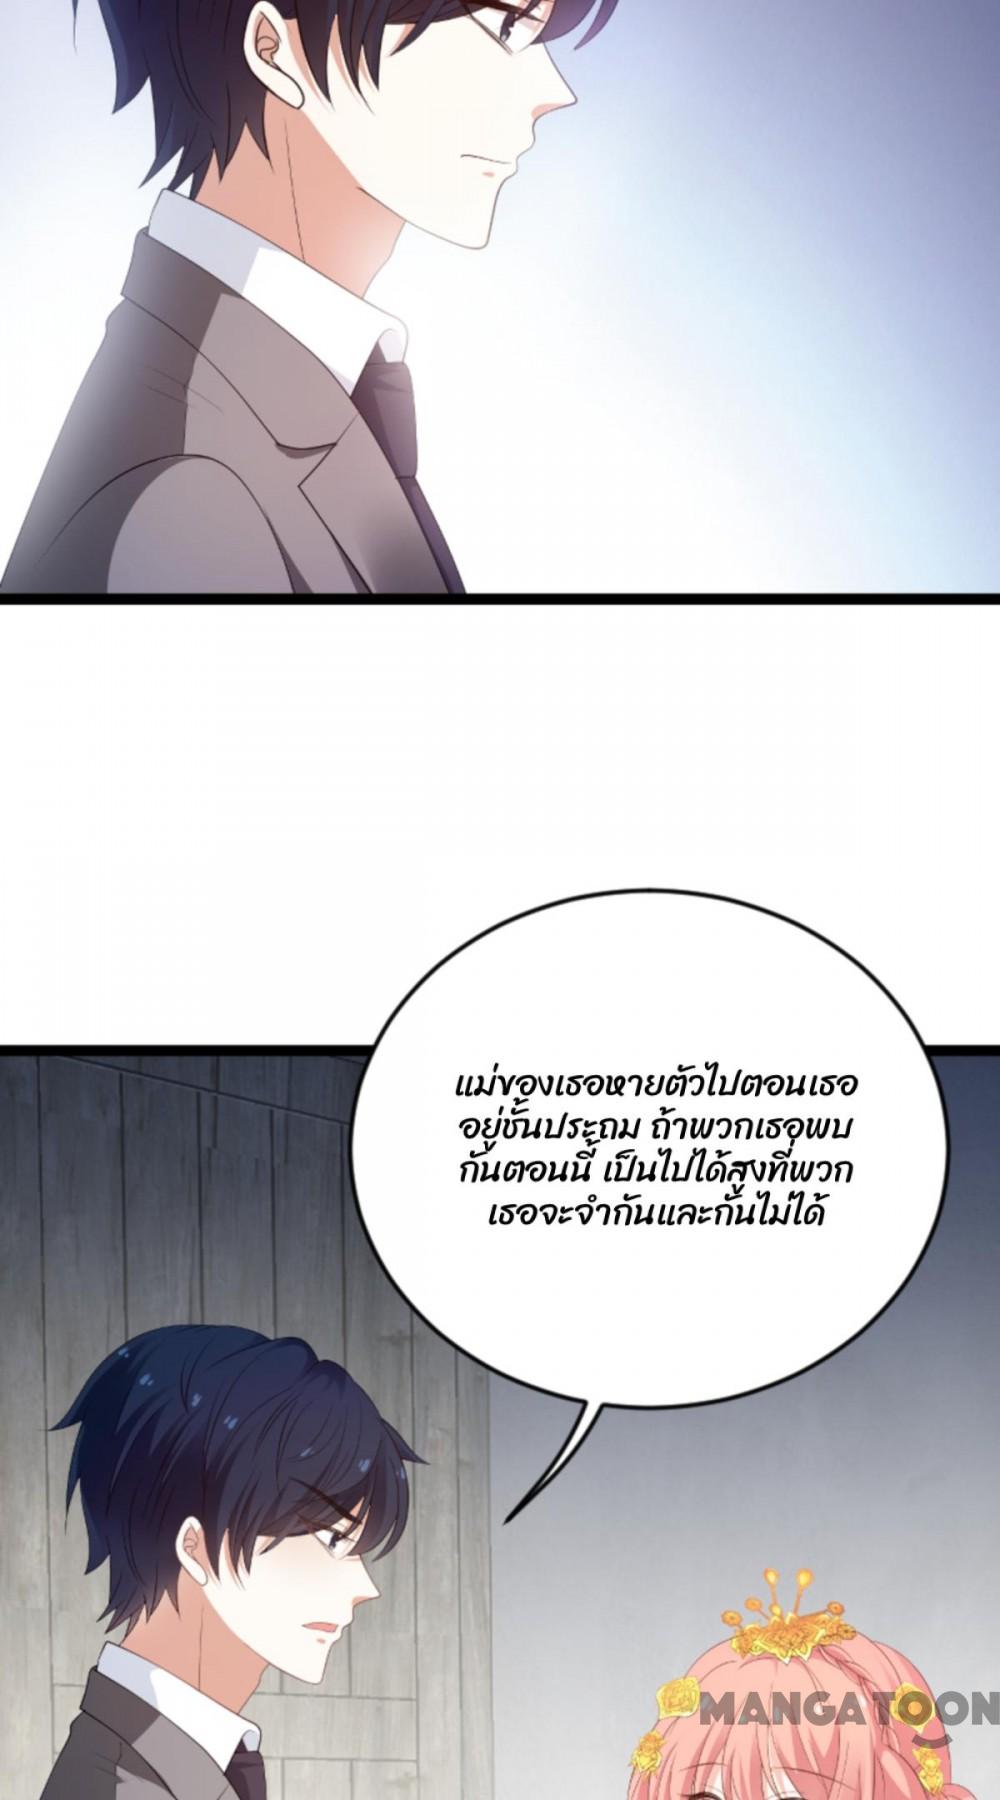 แม่ของเธอหายตัวไปตอนเธอ
อยู่ชั้นประถม ถ้าพวกเธอพบ
กันตอนนี้ เป็นไปได้สูงที่พวก
เธอจะจำกันและกันไม่ได้
MANGATOON